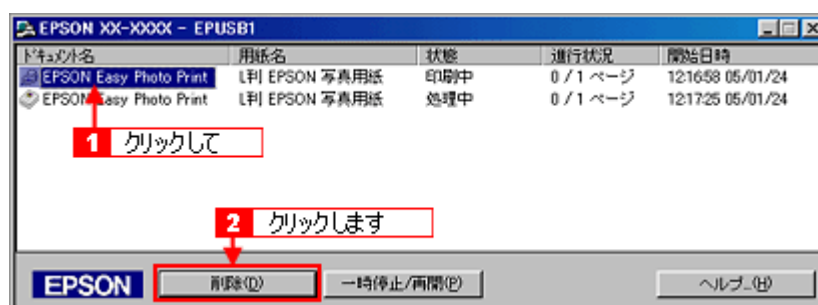 EPSON XX-XXXX - EPUSB1
ドキュメント名 用紙名 状態 進行状況 開始日時
EPSON Easy Photo Print L判 EPSON 写真用紙 印刷中 0 / 1 ページ 12:16:58 05/01/24
EPSON Easy Photo Print L判 EPSON 写真用紙 処理中 0 / 1 ページ 12:17:25 05/01/24
1 クリックして
2 クリックします
EPSON 削除(D) 一時停止/再開(P) ヘルプ...(H)